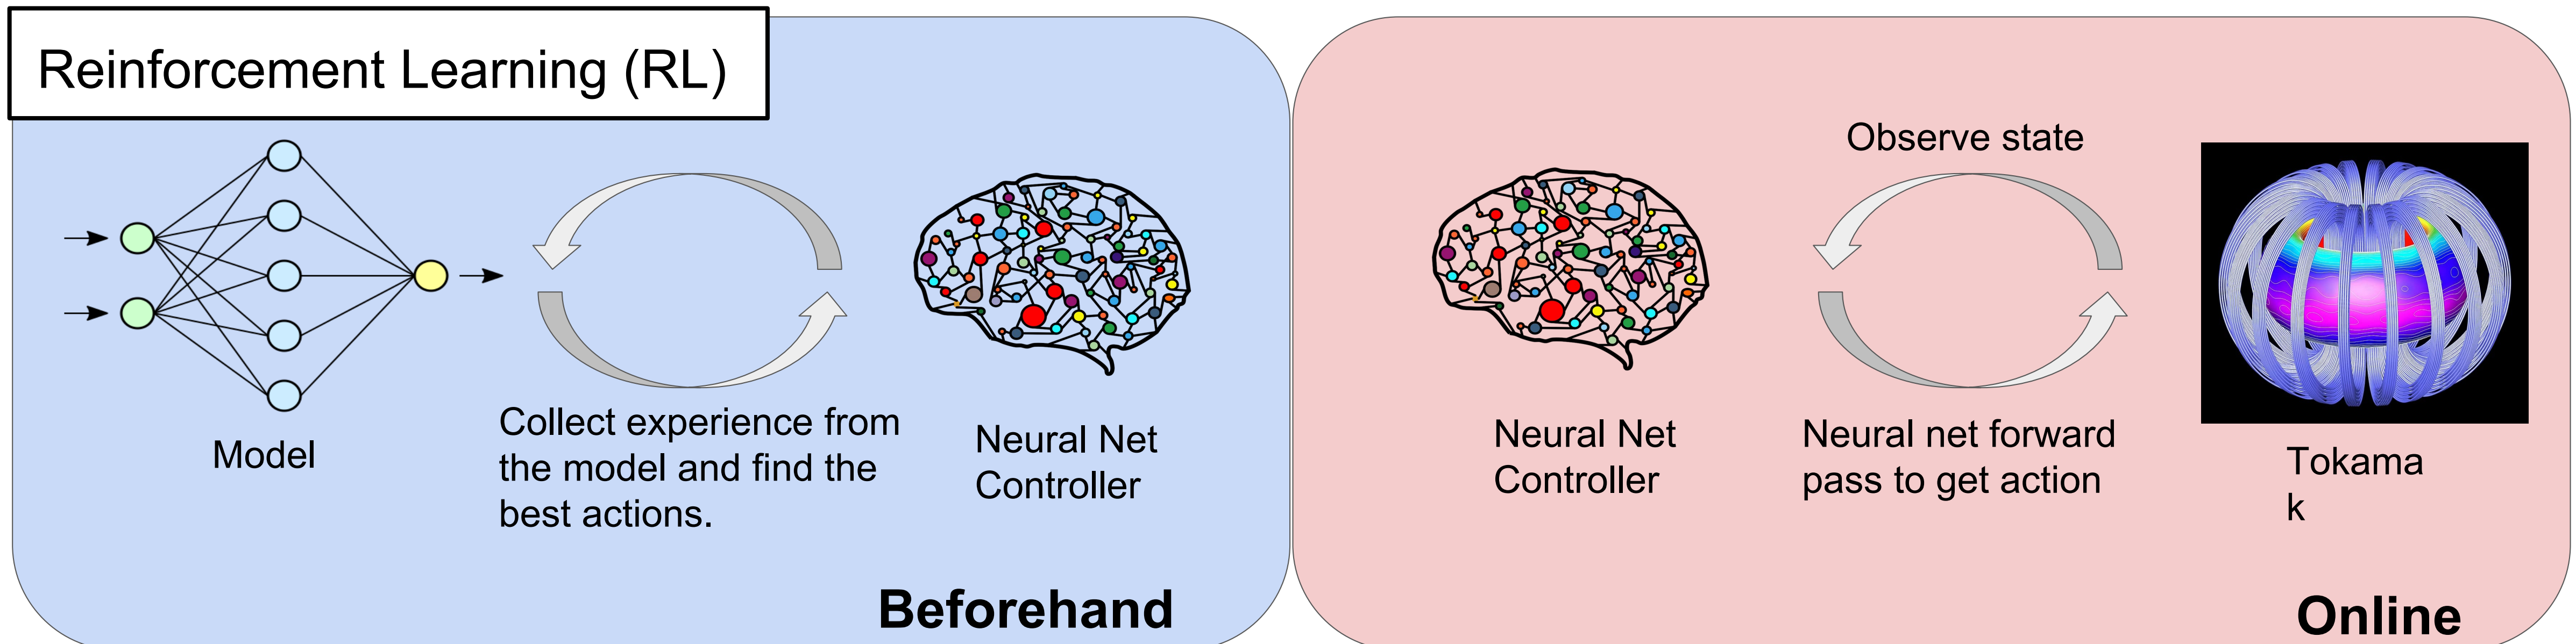 Reinforcement Learning (RL)
Model
Collect experience from
the model and find the
best actions.
Neural Net
Controller
Beforehand
Observe state
Neural Net
Controller
Neural net forward
pass to get action
Tokama
k
Online